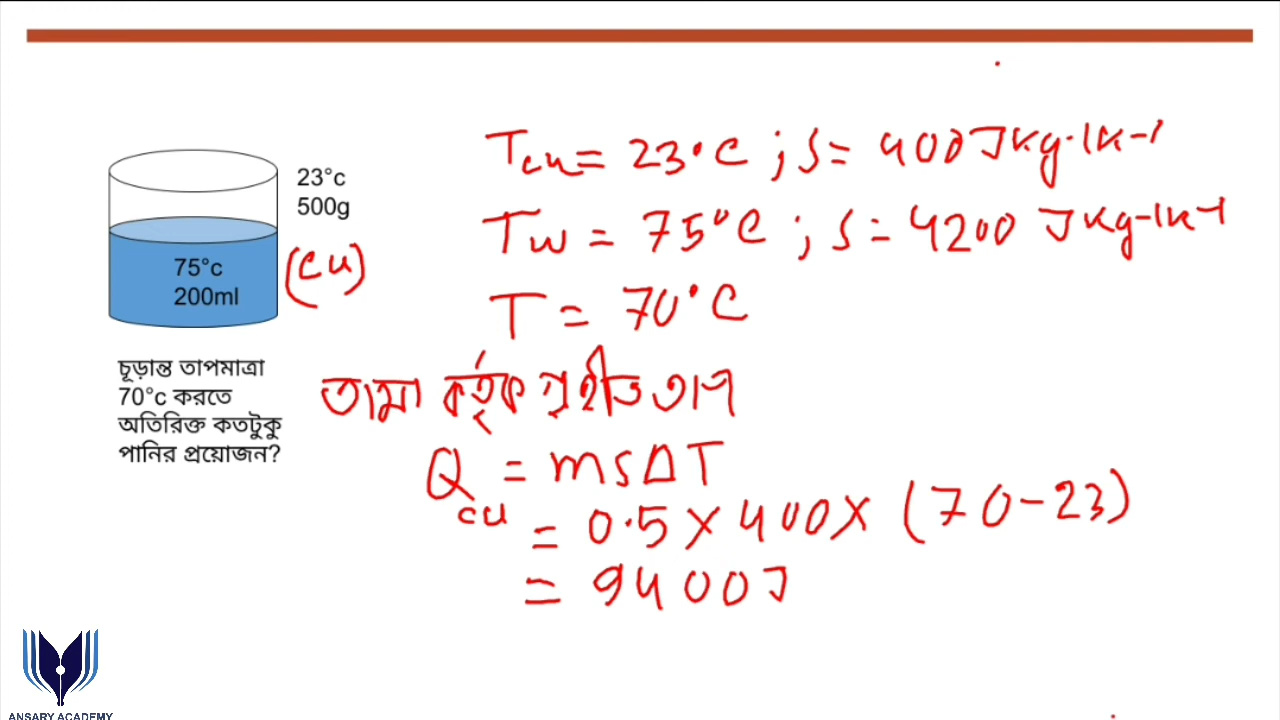 23°c
500g
(Cu)
75°c
200ml
চূড়ান্ত তাপমাত্রা
70°c করতে
অতিরিক্ত কতটুকু
পানির প্রয়োজন?
Tcu = 23°C ; S = 400 JKg-1K-1
Tw = 75°C ; S = 4200 JKg-1K-1
T = 70°C
তামা কর্তৃক গৃহীত তাপ
Qcu = msΔT
= 0.5 × 400 × (70-23)
= 9400J
ANSARY ACADEMY